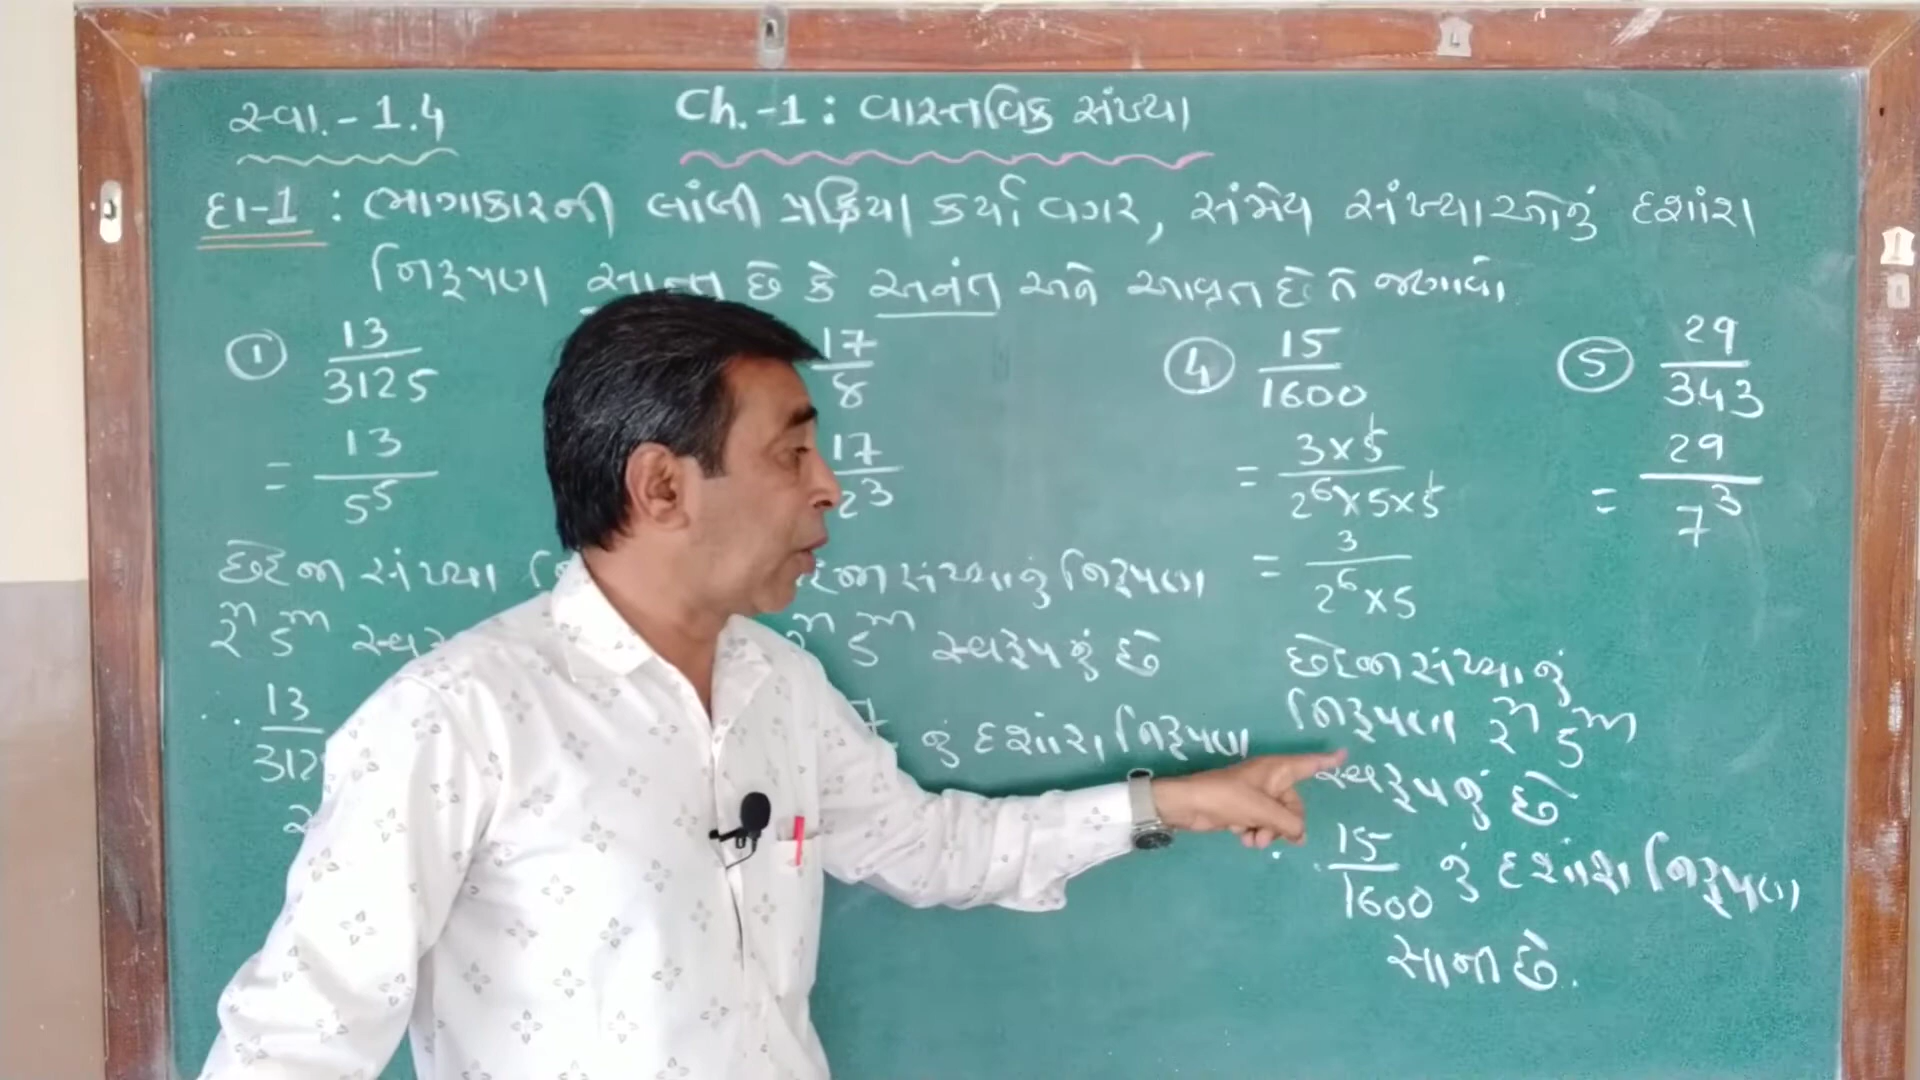 સ્વા.-1.4
Ch.-1: વાસ્તવિક સંખ્યા
દા-1 : ભાગાકારની લાંબી પ્રક્રિયા કર્યા વગર, સંમેય સંખ્યાઓનું દશાંશ
નિરૂપણ સાન્ત છે કે અનંત અને આવૃત્ત છે તે જણાવો
① 13/3125
= 13/5⁵
છેદના સંખ્યા
2ⁿ 5ᵐ
∴ 13
17/8
17/2³
સંખ્યાનું નિરૂપણ
5ᵐ સ્વરૂપનું છે
નું દશાંશ નિરૂપણ
④ 15/1600
= 3×5/2⁶×5×5
= 3/2⁶×5
છેદના સંખ્યાનું
નિરૂપણ 2ⁿ 5ᵐ
સ્વરૂપનું છે
∴ 15/1600 નું દશાંશ નિરૂપણ
સાન્ત છે.
⑤ 29/343
= 29/7³